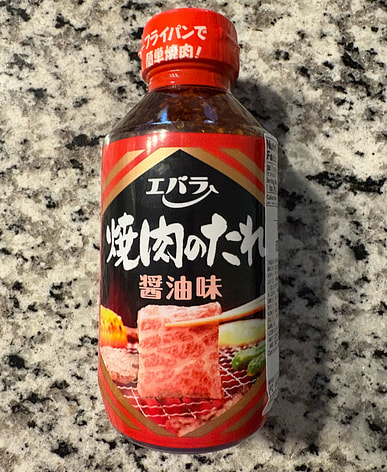 フライパンで
簡単焼肉!
エバラ
焼肉のたれ
醤油味